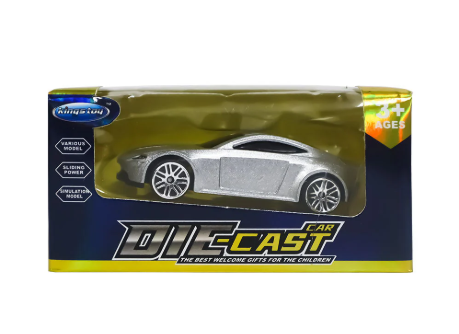 Kingstoy
3+
AGES
VARIOUS
MODEL
SLIDING
POWER
SIMULATION
MODEL
CAR
DIE-CAST
THE BEST WELCOME GIFTS FOR THE CHILDREN